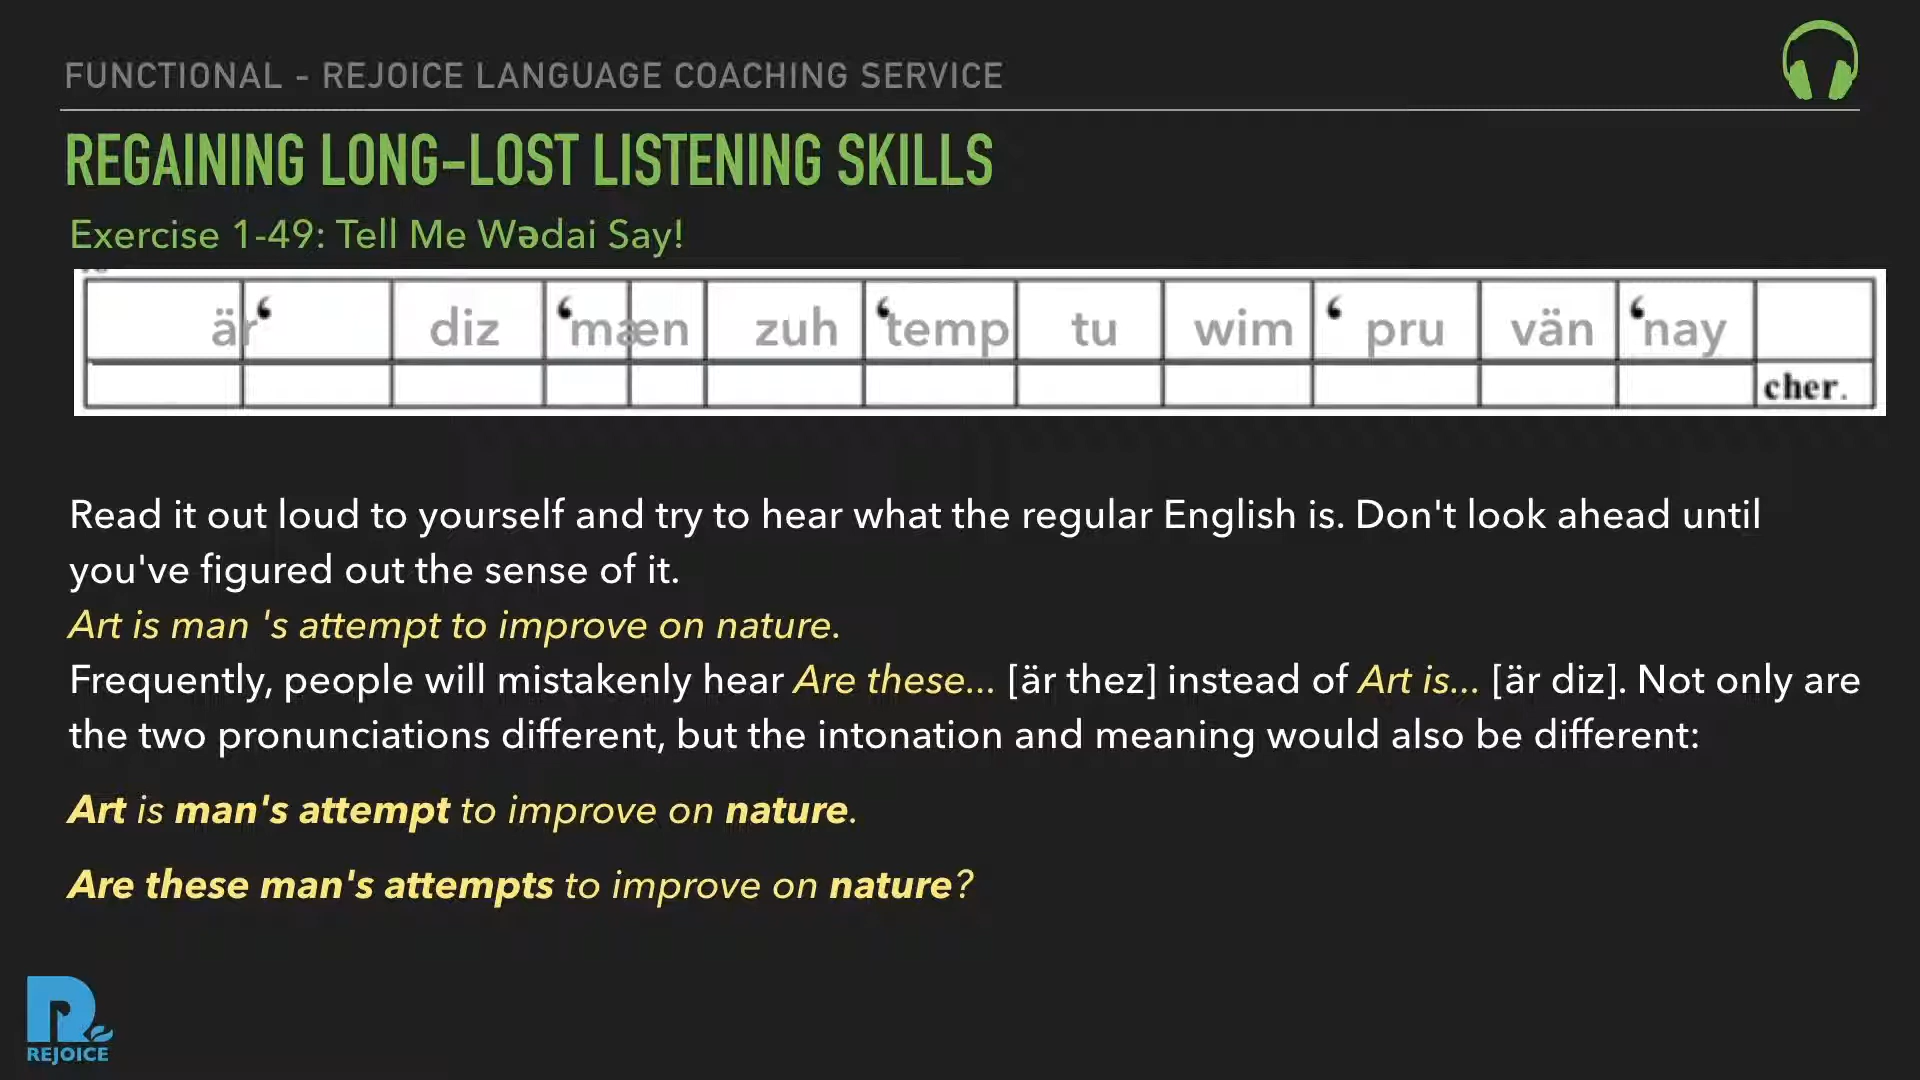 FUNCTIONAL - REJOICE LANGUAGE COACHING SERVICE
REGAINING LONG-LOST LISTENING SKILLS
Exercise 1-49: Tell Me Wədai Say!
är ‘ diz ‘mæn zuh ‘temp tu wim ‘ pru vän ‘nay
cher.
Read it out loud to yourself and try to hear what the regular English is. Don't look ahead until
you've figured out the sense of it.
Art is man 's attempt to improve on nature.
Frequently, people will mistakenly hear Are these... [är thez] instead of Art is... [är diz]. Not only are
the two pronunciations different, but the intonation and meaning would also be different:
Art is man's attempt to improve on nature.
Are these man's attempts to improve on nature?
REJOICE